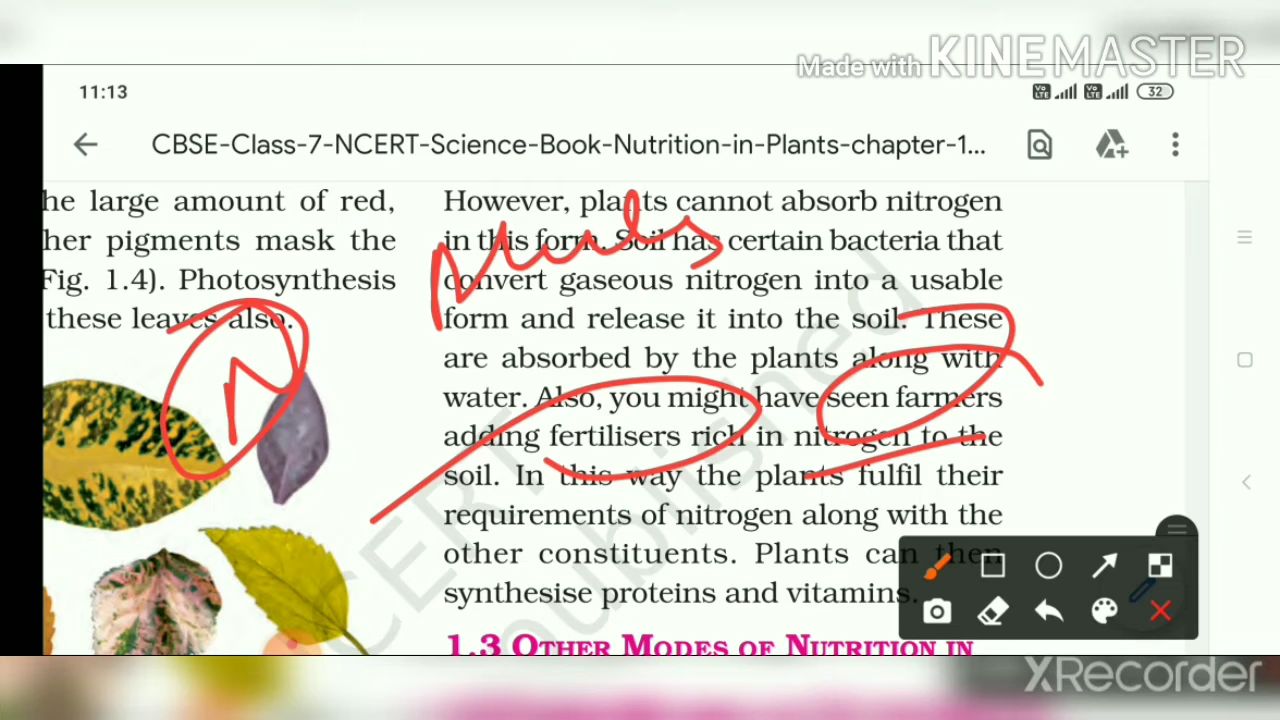 Made with KINEMASTER
11:13
Vo LTE Vo LTE 32
CBSE-Class-7-NCERT-Science-Book-Nutrition-in-Plants-chapter-1...
he large amount of red,
her pigments mask the
Fig. 1.4). Photosynthesis
these leaves also.
N
However, plants cannot absorb nitrogen
in this form. Soil has certain bacteria that
convert gaseous nitrogen into a usable
form and release it into the soil. These
are absorbed by the plants along with
water. Also, you might have seen farmers
adding fertilisers rich in nitrogen to the
soil. In this way the plants fulfil their
requirements of nitrogen along with the
other constituents. Plants can then
synthesise proteins and vitamins.
1.3 OTHER MODES OF NUTRITION IN
XRecorder